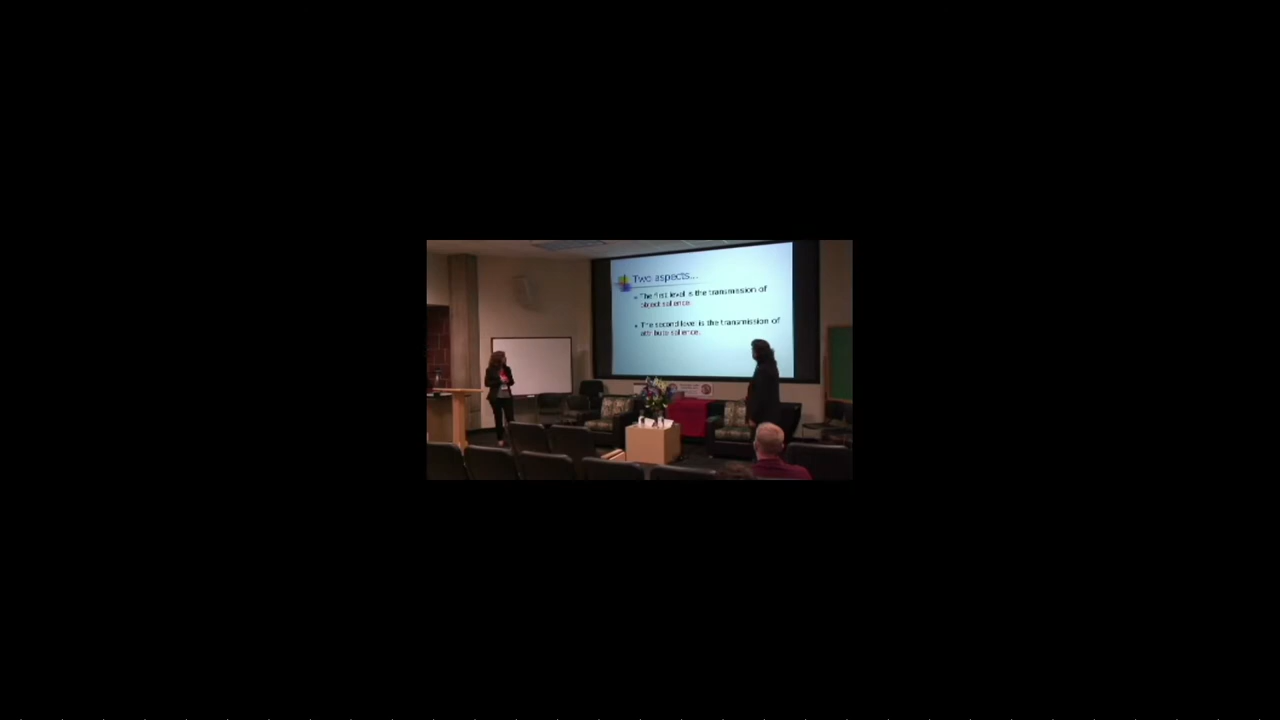 Two aspects...
The first level is the transmission of
object salience.
The second level is the transmission of
attribute salience.